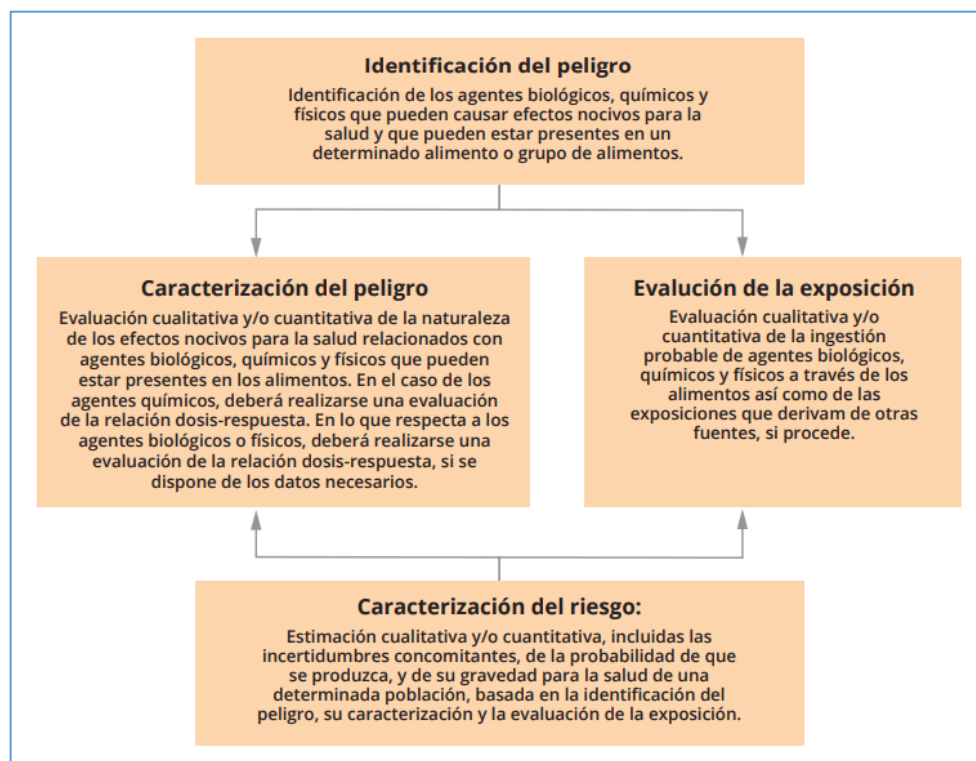 Identificación del peligro
Identificación de los agentes biológicos, químicos y
físicos que pueden causar efectos nocivos para la
salud y que pueden estar presentes en un
determinado alimento o grupo de alimentos.
Caracterización del peligro
Evaluación cualitativa y/o cuantitativa de la naturaleza
de los efectos nocivos para la salud relacionados con
agentes biológicos, químicos y físicos que pueden
estar presentes en los alimentos. En el caso de los
agentes químicos, deberá realizarse una evaluación
de la relación dosis-respuesta. En lo que respecta a los
agentes biológicos o físicos, deberá realizarse una
evaluación de la relación dosis-respuesta, si se
dispone de los datos necesarios.
Evalución de la exposición
Evaluación cualitativa y/o
cuantitativa de la ingestión
probable de agentes biológicos,
químicos y físicos a través de los
alimentos así como de las
exposiciones que derivam de otras
fuentes, si procede.
Caracterización del riesgo:
Estimación cualitativa y/o cuantitativa, incluidas las
incertidumbres concomitantes, de la probabilidad de que
se produzca, y de su gravedad para la salud de una
determinada población, basada en la identificación del
peligro, su caracterización y la evaluación de la exposición.